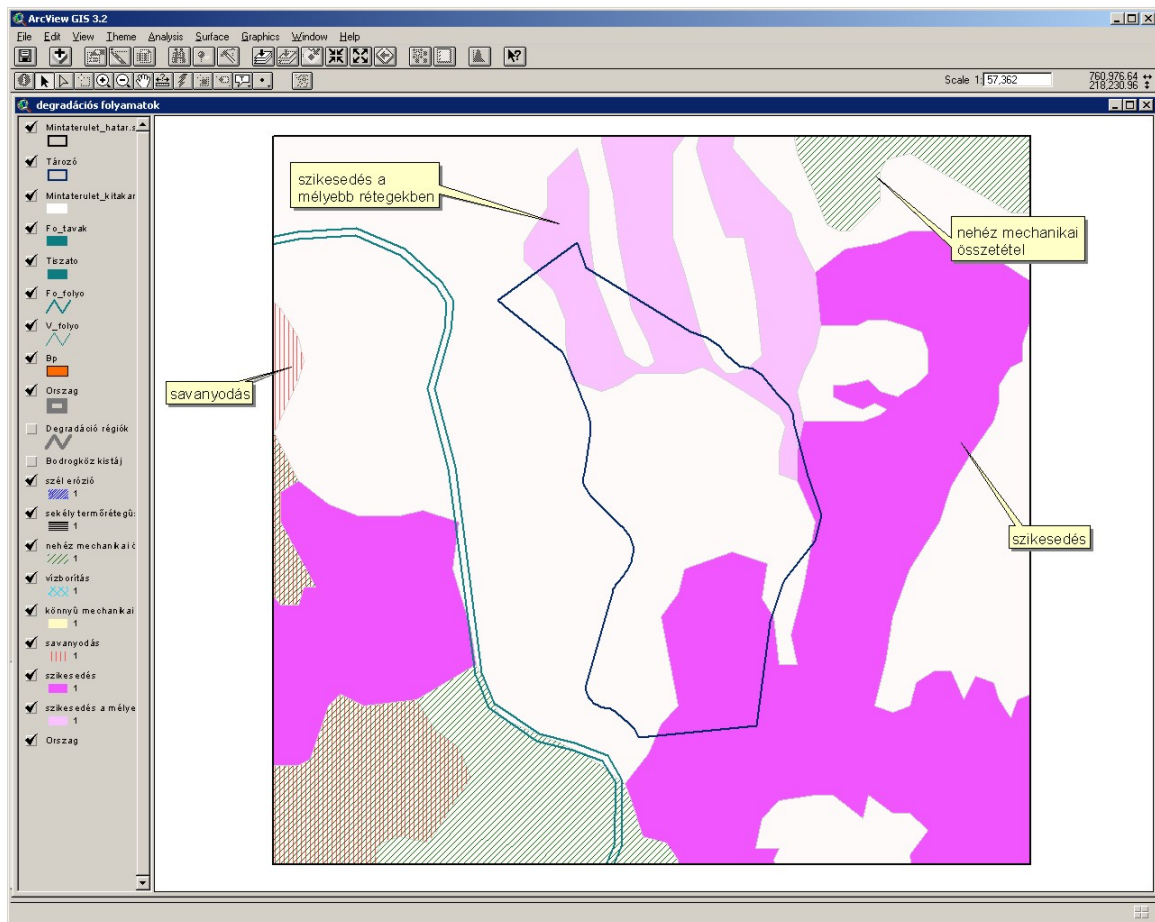 ArcView GIS 3.2
File Edit View Theme Analysis Surface Graphics Window Help
Scale 1: 57,362
760,976.64
218,230.96
degradációs folyamatok
Mintaterulet_hatar.s
Tározó
Mintaterulet_kitakar
Fo_tavak
Tiszato
Fo_folyo
V_folyo
Bp
Orszag
Degradáció régiók
Bodrogköz kistáj
szél erózió
1
sekély termőrétegü:
1
nehéz mechanikai ö
1
vízborítás
1
könnyû mechanikai
1
savanyodás
1
szikesedés
1
szikesedés a mélye
1
Orszag
szikesedés a
mélyebb rétegekben
nehéz mechanikai
összetétel
savanyodás
szikesedés